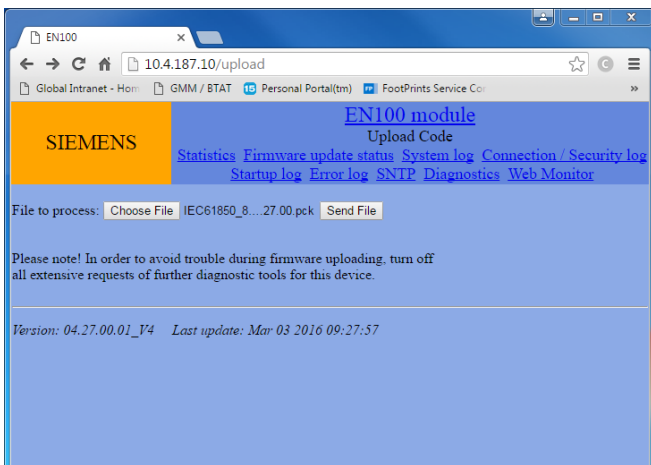 EN100
10.4.187.10/upload
Global Intranet - Hom
GMM / BTAT
Personal Portal(tm)
FootPrints Service Cor
»
SIEMENS
EN100 module
Upload Code
Statistics Firmware update status System log Connection / Security log
Startup log Error log SNTP Diagnostics Web Monitor
File to process: Choose File IEC61850_8....27.00.pck Send File
Please note! In order to avoid trouble during firmware uploading, turn off
all extensive requests of further diagnostic tools for this device.
Version: 04.27.00.01_V4 Last update: Mar 03 2016 09:27:57